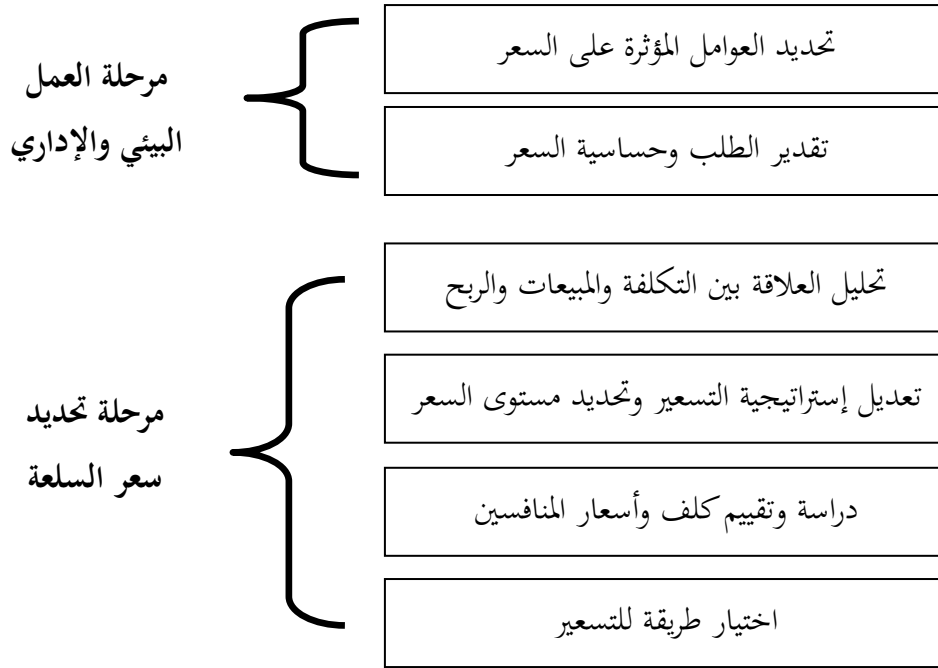 تحديد العوامل المؤثرة على السعر
تقدير الطلب وحساسية السعر
مرحلة العمل
البيئي والإداري
تحليل العلاقة بين التكلفة والمبيعات والربح
تعديل إستراتيجية التسعير وتحديد مستوى السعر
دراسة وتقييم كلف وأسعار المنافسين
اختيار طريقة للتسعير
مرحلة تحديد
سعر السلعة